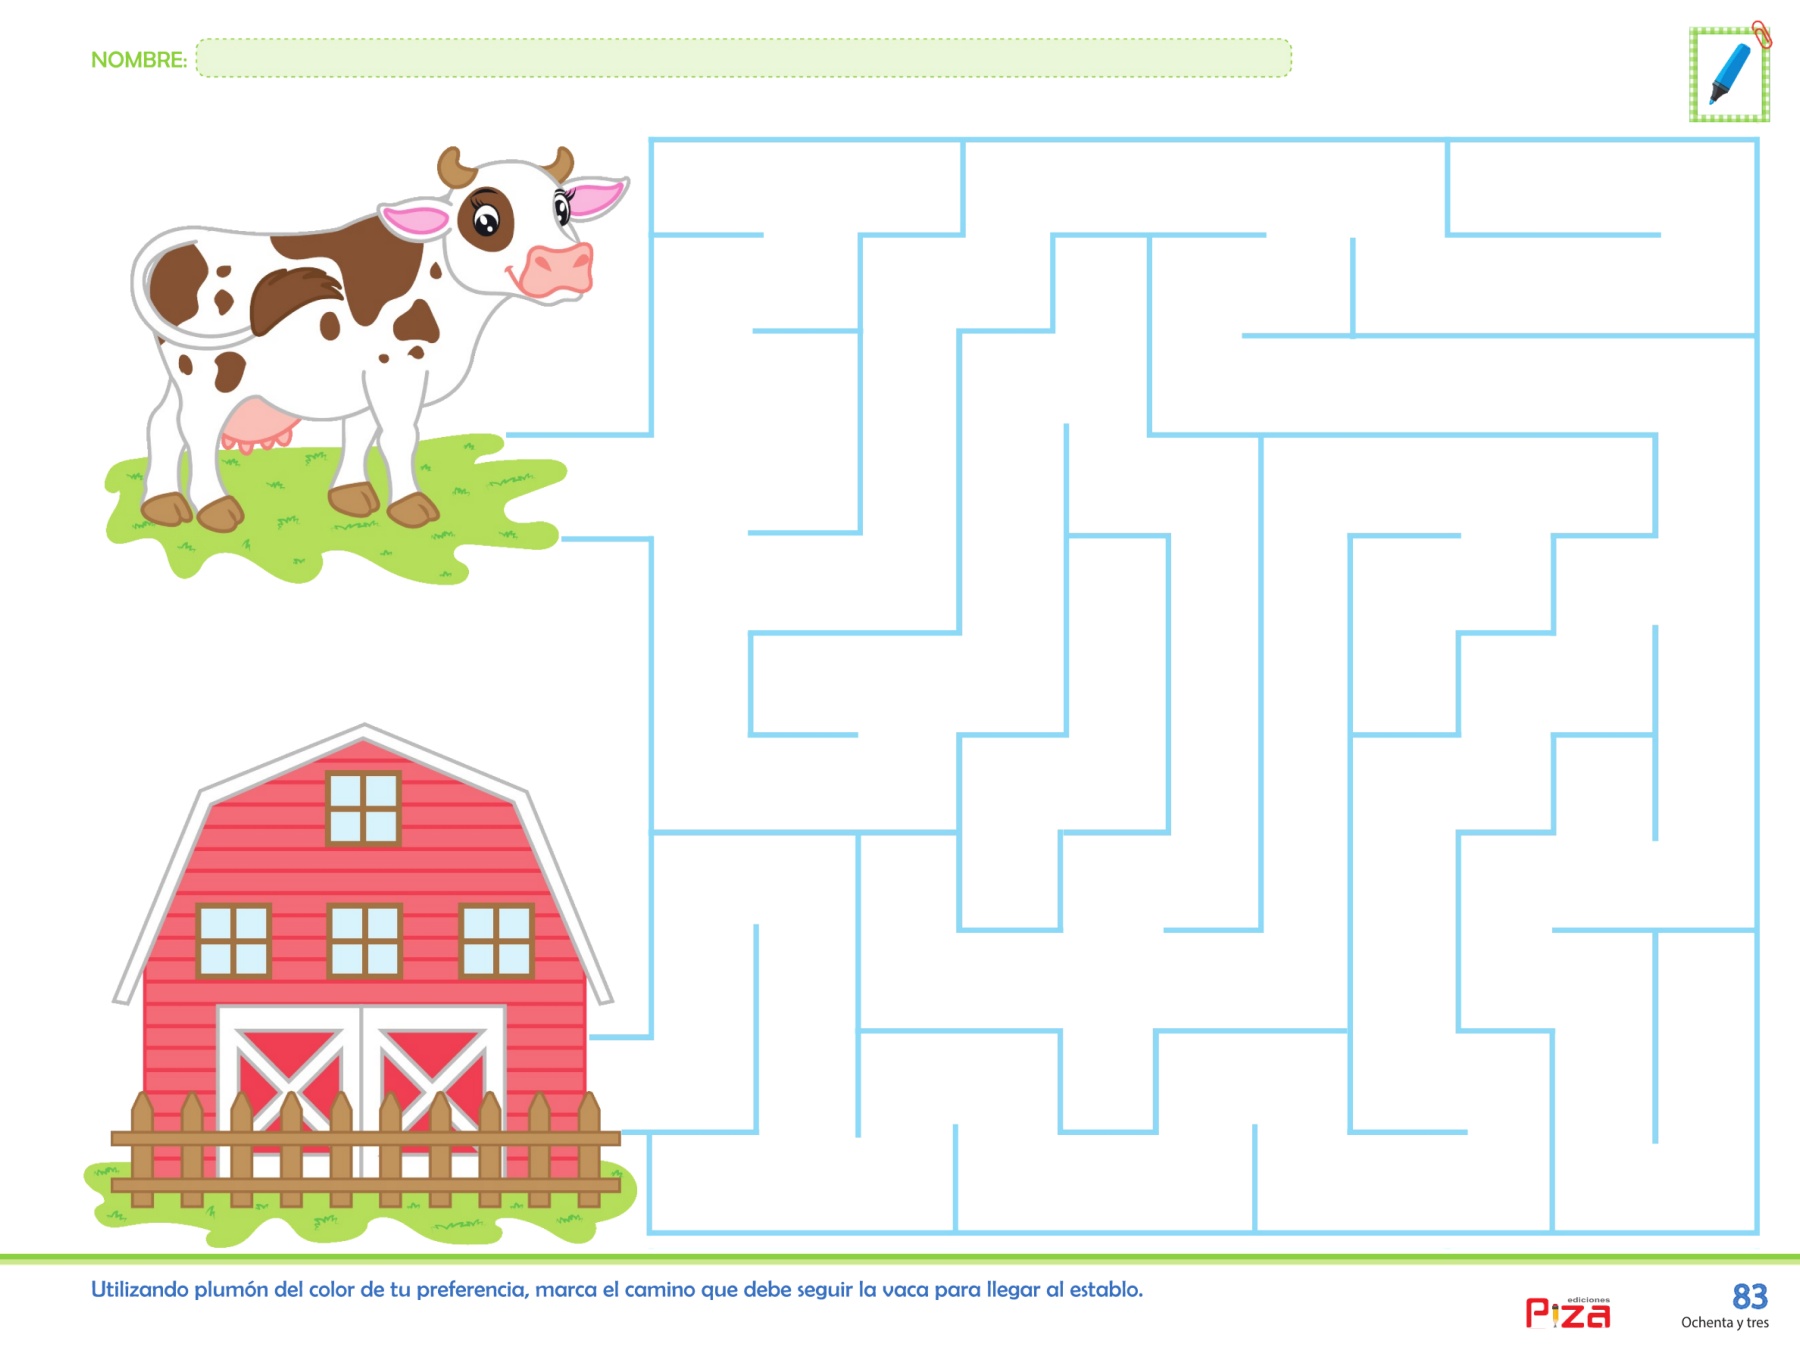 NOMBRE:
Utilizando plumón del color de tu preferencia, marca el camino que debe seguir la vaca para llegar al establo.
ediciones
Piza
83
Ochenta y tres